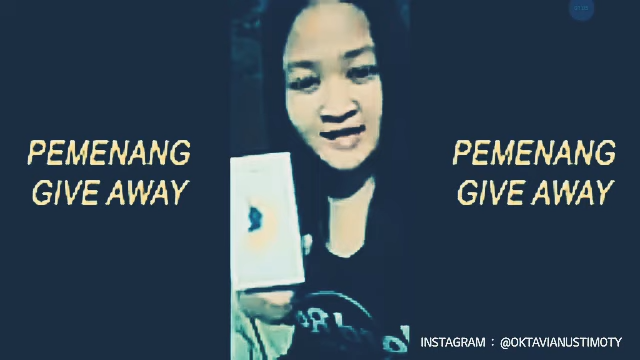 PEMENANG
GIVE AWAY
PEMENANG
GIVE AWAY
INSTAGRAM : @OKTAVIANUSTIMOTY